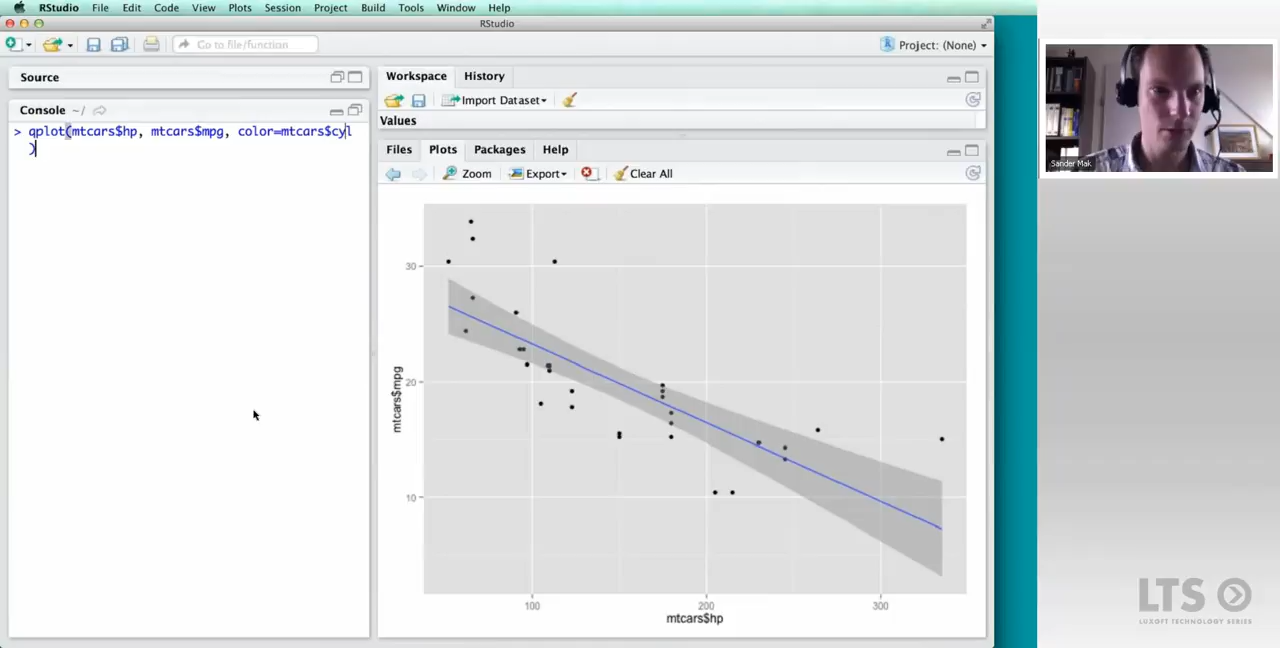 RStudio File Edit Code View Plots Session Project Build Tools Window Help
RStudio
Go to file/function
Project: (None)
Source
Console ~/
> qplot(mtcars$hp, mtcars$mpg, color=mtcars$cyl
)
Workspace History
Import Dataset
Values
Files Plots Packages Help
Zoom Export Clear All
30
20
10
mtcars$mpg
100 200 300
mtcars$hp
Sander Mak
LTS
LUXOFT TECHNOLOGY SERIES